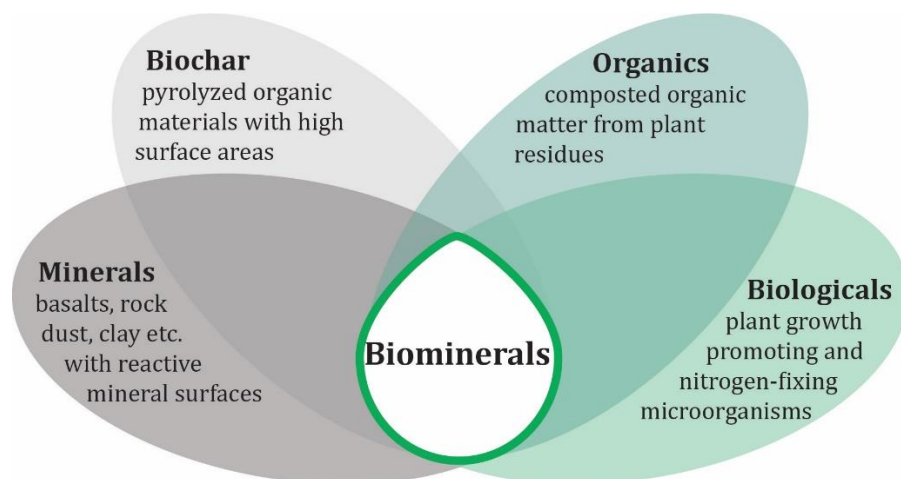 Biochar
pyrolyzed organic
materials with high
surface areas
Organics
composted organic
matter from plant
residues
Minerals
basalts, rock
dust, clay etc.
with reactive
mineral surfaces
Biominerals
Biologicals
plant growth
promoting and
nitrogen-fixing
microorganisms